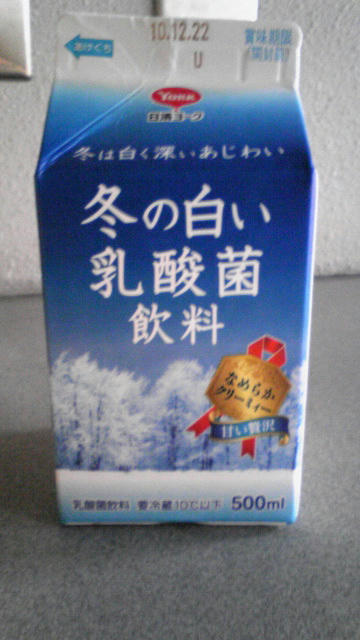 10.12.22
U
賞味期限
(開封前)
あけぐち
YORK
日清ヨーク
冬は白く深いあじわい
冬の白い
乳酸菌
飲料
なめらか
クリーミィー
甘い贅沢
乳酸菌飲料 要冷蔵10℃以下 500ml